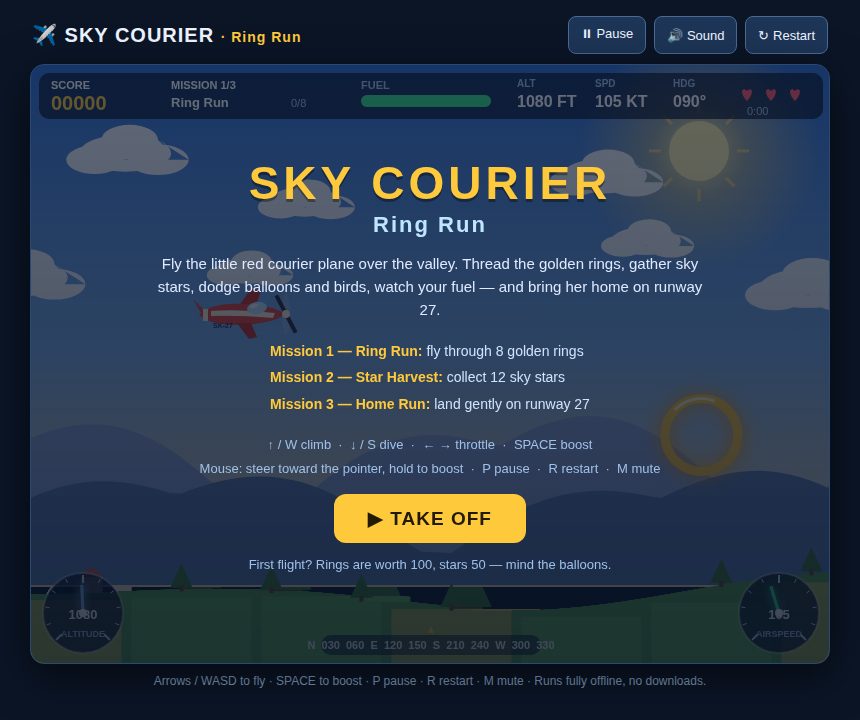 ✈️ SKY COURIER · Ring Run
⏸ Pause
🔊 Sound
↻ Restart
SCORE
00000
MISSION 1/3
Ring Run 0/8
FUEL
ALT
1080 FT
SPD
105 KT
HDG
090°
♥ ♥ ♥
0:00
SKY COURIER
Ring Run
Fly the little red courier plane over the valley. Thread the golden rings, gather sky
stars, dodge balloons and birds, watch your fuel — and bring her home on runway
27.
SK-27
Mission 1 — Ring Run: fly through 8 golden rings
Mission 2 — Star Harvest: collect 12 sky stars
Mission 3 — Home Run: land gently on runway 27
↑ / W climb · ↓ / S dive · ← → throttle · SPACE boost
Mouse: steer toward the pointer, hold to boost · P pause · R restart · M mute
▶ TAKE OFF
First flight? Rings are worth 100, stars 50 — mind the balloons.
1080
ALTITUDE
105
AIRSPEED
N 030 060 E 120 150 S 210 240 W 300 330
Arrows / WASD to fly · SPACE to boost · P pause · R restart · M mute · Runs fully offline, no downloads.